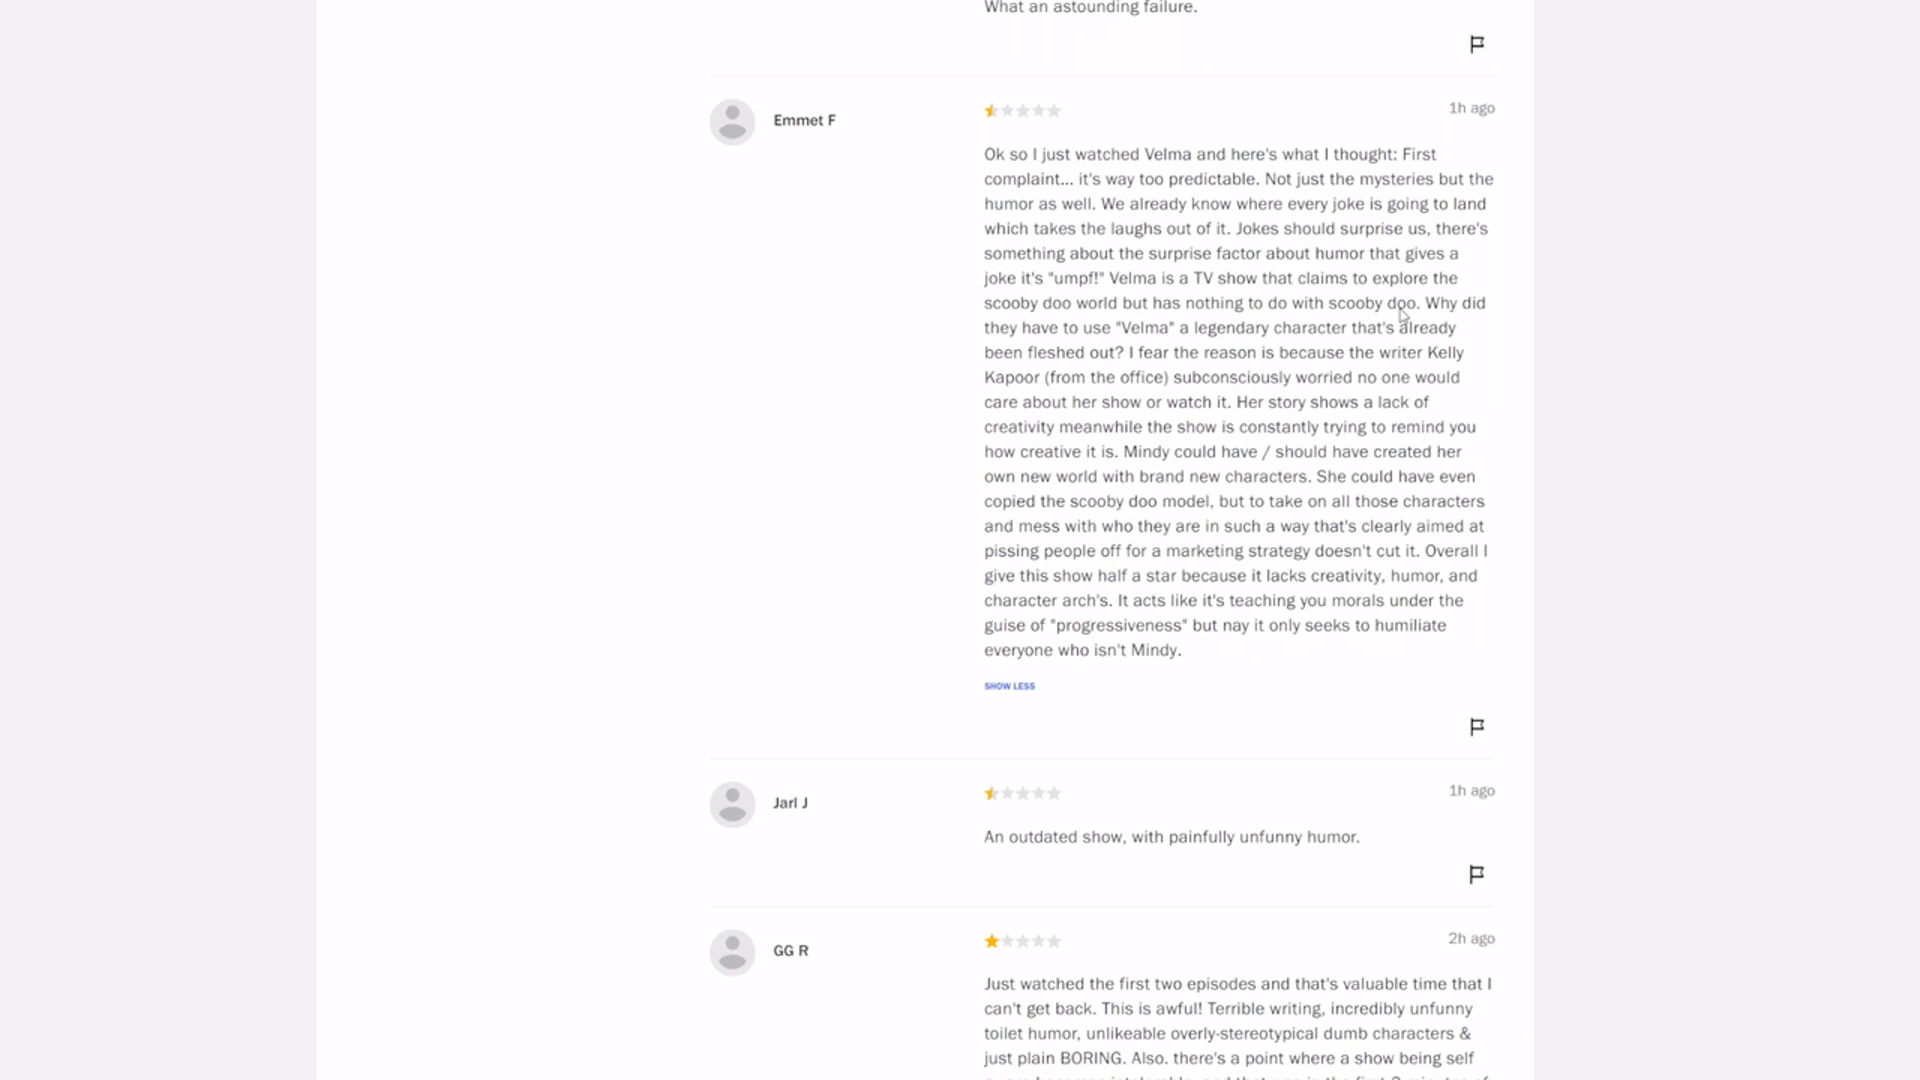 What an astounding failure.
Emmet F
1h ago
Ok so I just watched Velma and here's what I thought: First
complaint... it's way too predictable. Not just the mysteries but the
humor as well. We already know where every joke is going to land
which takes the laughs out of it. Jokes should surprise us, there's
something about the surprise factor about humor that gives a
joke it's "umpf!" Velma is a TV show that claims to explore the
scooby doo world but has nothing to do with scooby doo. Why did
they have to use "Velma" a legendary character that's already
been fleshed out? I fear the reason is because the writer Kelly
Kapoor (from the office) subconsciously worried no one would
care about her show or watch it. Her story shows a lack of
creativity meanwhile the show is constantly trying to remind you
how creative it is. Mindy could have / should have created her
own new world with brand new characters. She could have even
copied the scooby doo model, but to take on all those characters
and mess with who they are in such a way that's clearly aimed at
pissing people off for a marketing strategy doesn't cut it. Overall I
give this show half a star because it lacks creativity, humor, and
character arch's. It acts like it's teaching you morals under the
guise of "progressiveness" but nay it only seeks to humiliate
everyone who isn't Mindy.
SHOW LESS
Jarl J
1h ago
An outdated show, with painfully unfunny humor.
GG R
2h ago
Just watched the first two episodes and that's valuable time that I
can't get back. This is awful! Terrible writing, incredibly unfunny
toilet humor, unlikeable overly-stereotypical dumb characters &
just plain BORING. Also. there's a point where a show being self